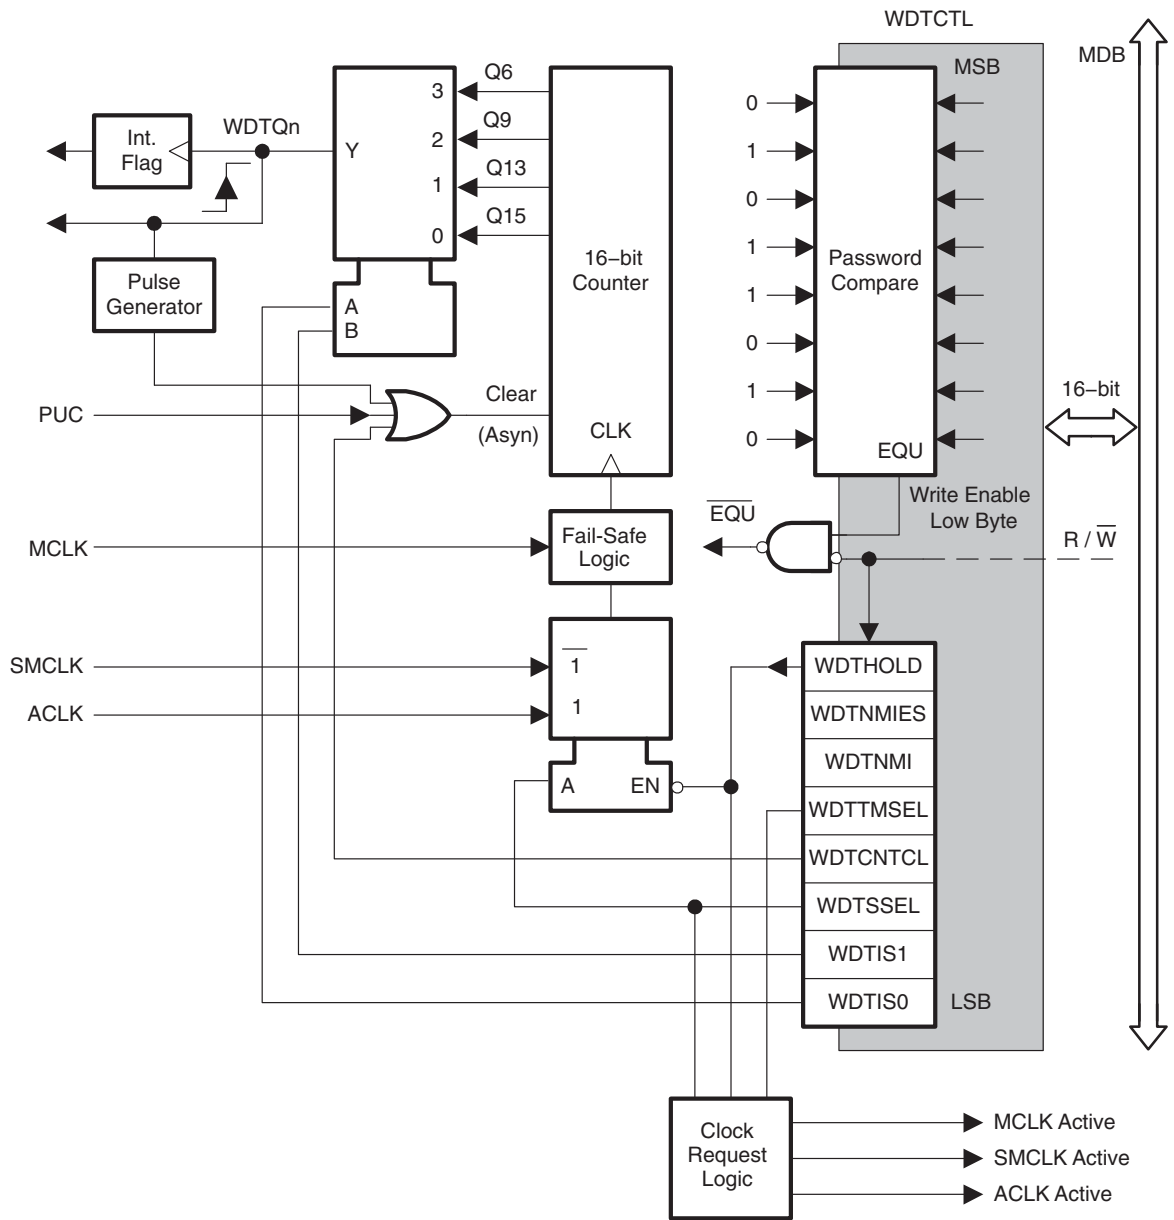 WDTCTL
MDB
MSB
3
Q6
0
Int.
Flag
WDTQn
Y
2
Q9
1
1
Q13
0
0
Q15
1
16−bit
Counter
Password
Compare
Pulse
Generator
A
B
1
0
1
16−bit
PUC
Clear
(Asyn)
CLK
0
EQU
EQU
Write Enable
Low Byte
MCLK
Fail-Safe
Logic
R / W
SMCLK
1
WDTHOLD
ACLK
1
WDTNMIES
WDTNMI
A
EN
WDTTMSEL
WDTCNTCL
WDTSSEL
WDTIS1
WDTIS0
LSB
Clock
Request
Logic
MCLK Active
SMCLK Active
ACLK Active